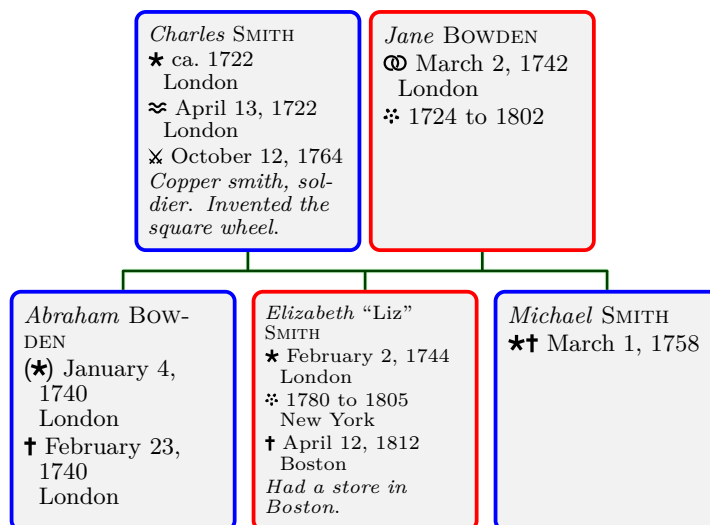 Charles SMITH
★ ca. 1722
London
≈ April 13, 1722
London
⚔ October 12, 1764
Copper smith, sol-
dier. Invented the
square wheel.
Jane BOWDEN
⚭ March 2, 1742
London
⁘ 1724 to 1802
Abraham BOW-
DEN
(★) January 4,
1740
London
† February 23,
1740
London
Elizabeth “Liz”
SMITH
★ February 2, 1744
London
⁘ 1780 to 1805
New York
† April 12, 1812
Boston
Had a store in
Boston.
Michael SMITH
★† March 1, 1758